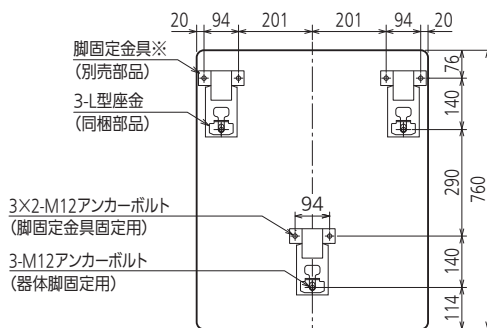 20 94 201 201 94 20
脚固定金具※
(別売部品)
3-L型座金
(同梱部品)
76
140
290
760
3×2-M12アンカーボルト
(脚固定金具固定用)
94
3-M12アンカーボルト
(器体脚固定用)
140
114